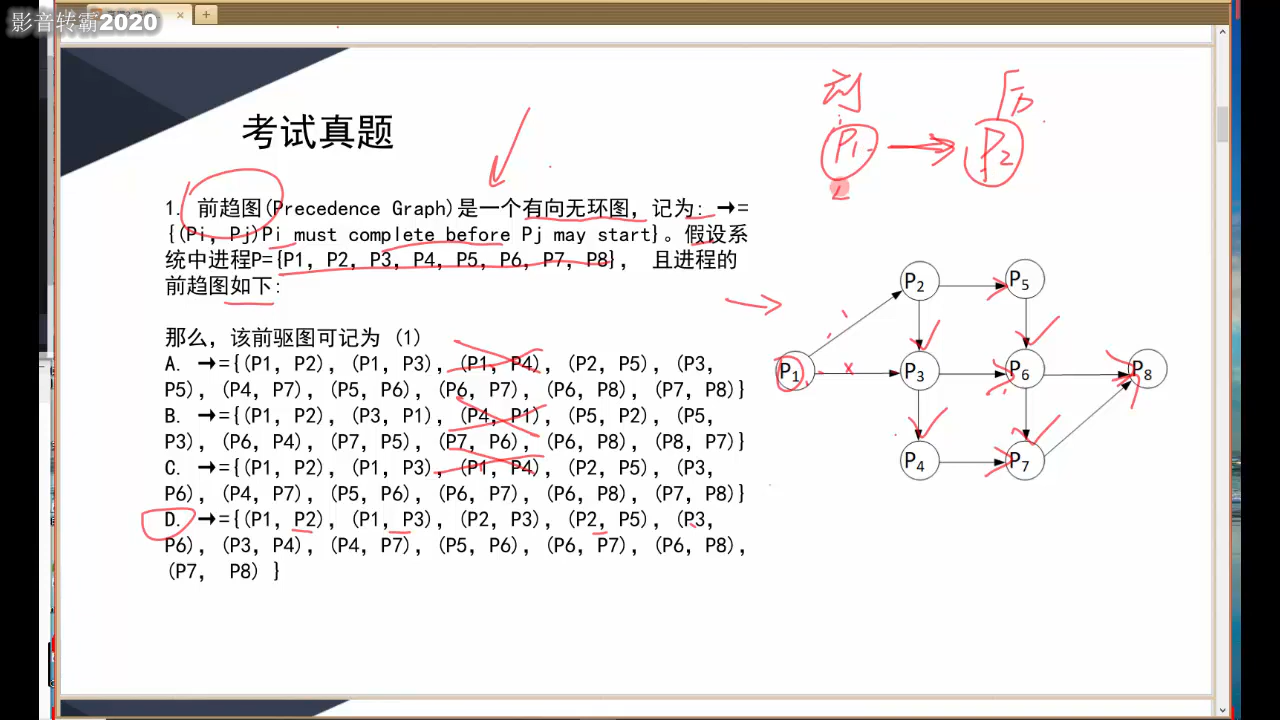 影音转霸2020
考试真题
前 后
P1 → P2
1. 前趋图(Precedence Graph)是一个有向无环图，记为：→=
{(Pi, Pj)Pi must complete before Pj may start}。假设系
统中进程P={P1, P2, P3, P4, P5, P6, P7, P8}, 且进程的
前趋图如下：
那么，该前驱图可记为 (1)
A. →={(P1, P2), (P1, P3), (P1, P4), (P2, P5), (P3,
P5), (P4, P7), (P5, P6), (P6, P7), (P6, P8), (P7, P8)}
B. →={(P1, P2), (P3, P1), (P4, P1), (P5, P2), (P5,
P3), (P6, P4), (P7, P5), (P7, P6), (P6, P8), (P8, P7)}
C. →={(P1, P2), (P1, P3), (P1, P4), (P2, P5), (P3,
P6), (P4, P7), (P5, P6), (P6, P7), (P6, P8), (P7, P8)}
D. →={(P1, P2), (P1, P3), (P2, P3), (P2, P5), (P3,
P6), (P3, P4), (P4, P7), (P5, P6), (P6, P7), (P6, P8),
(P7, P8) }
P2 P5
P1 P3 P6 P8
P4 P7